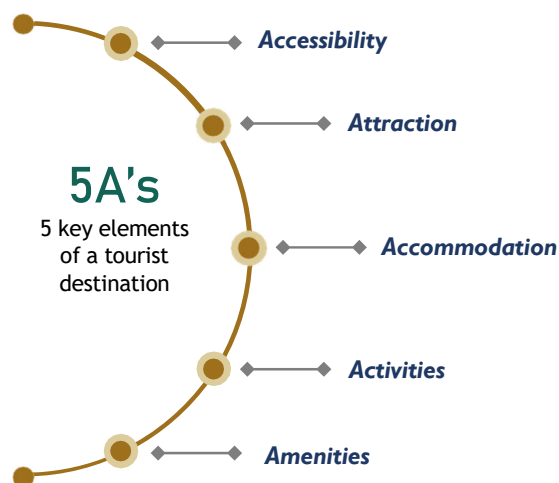 Accessibility
Attraction
5A's
5 key elements
of a tourist
destination
Accommodation
Activities
Amenities